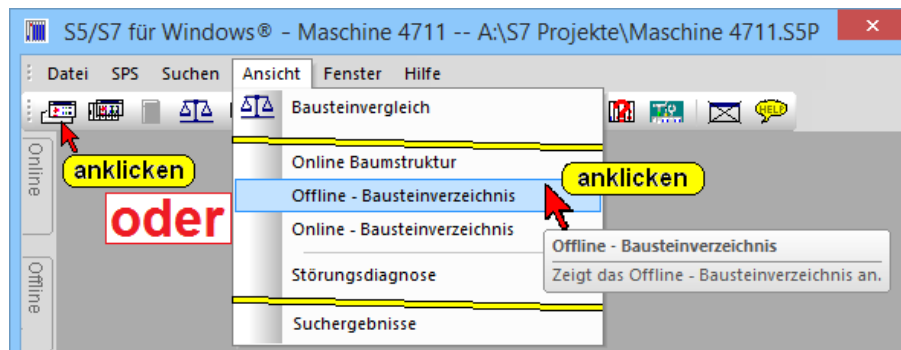 S5/S7 für Windows® - Maschine 4711 -- A:\S7 Projekte\Maschine 4711.S5P
Datei SPS Suchen Ansicht Fenster Hilfe
Bausteinvergleich
HELP
Online
anklicken
oder
Online Baumstruktur
Offline - Bausteinverzeichnis
anklicken
Online - Bausteinverzeichnis
Offline - Bausteinverzeichnis
Zeigt das Offline - Bausteinverzeichnis an.
Offline
Störungsdiagnose
Suchergebnisse